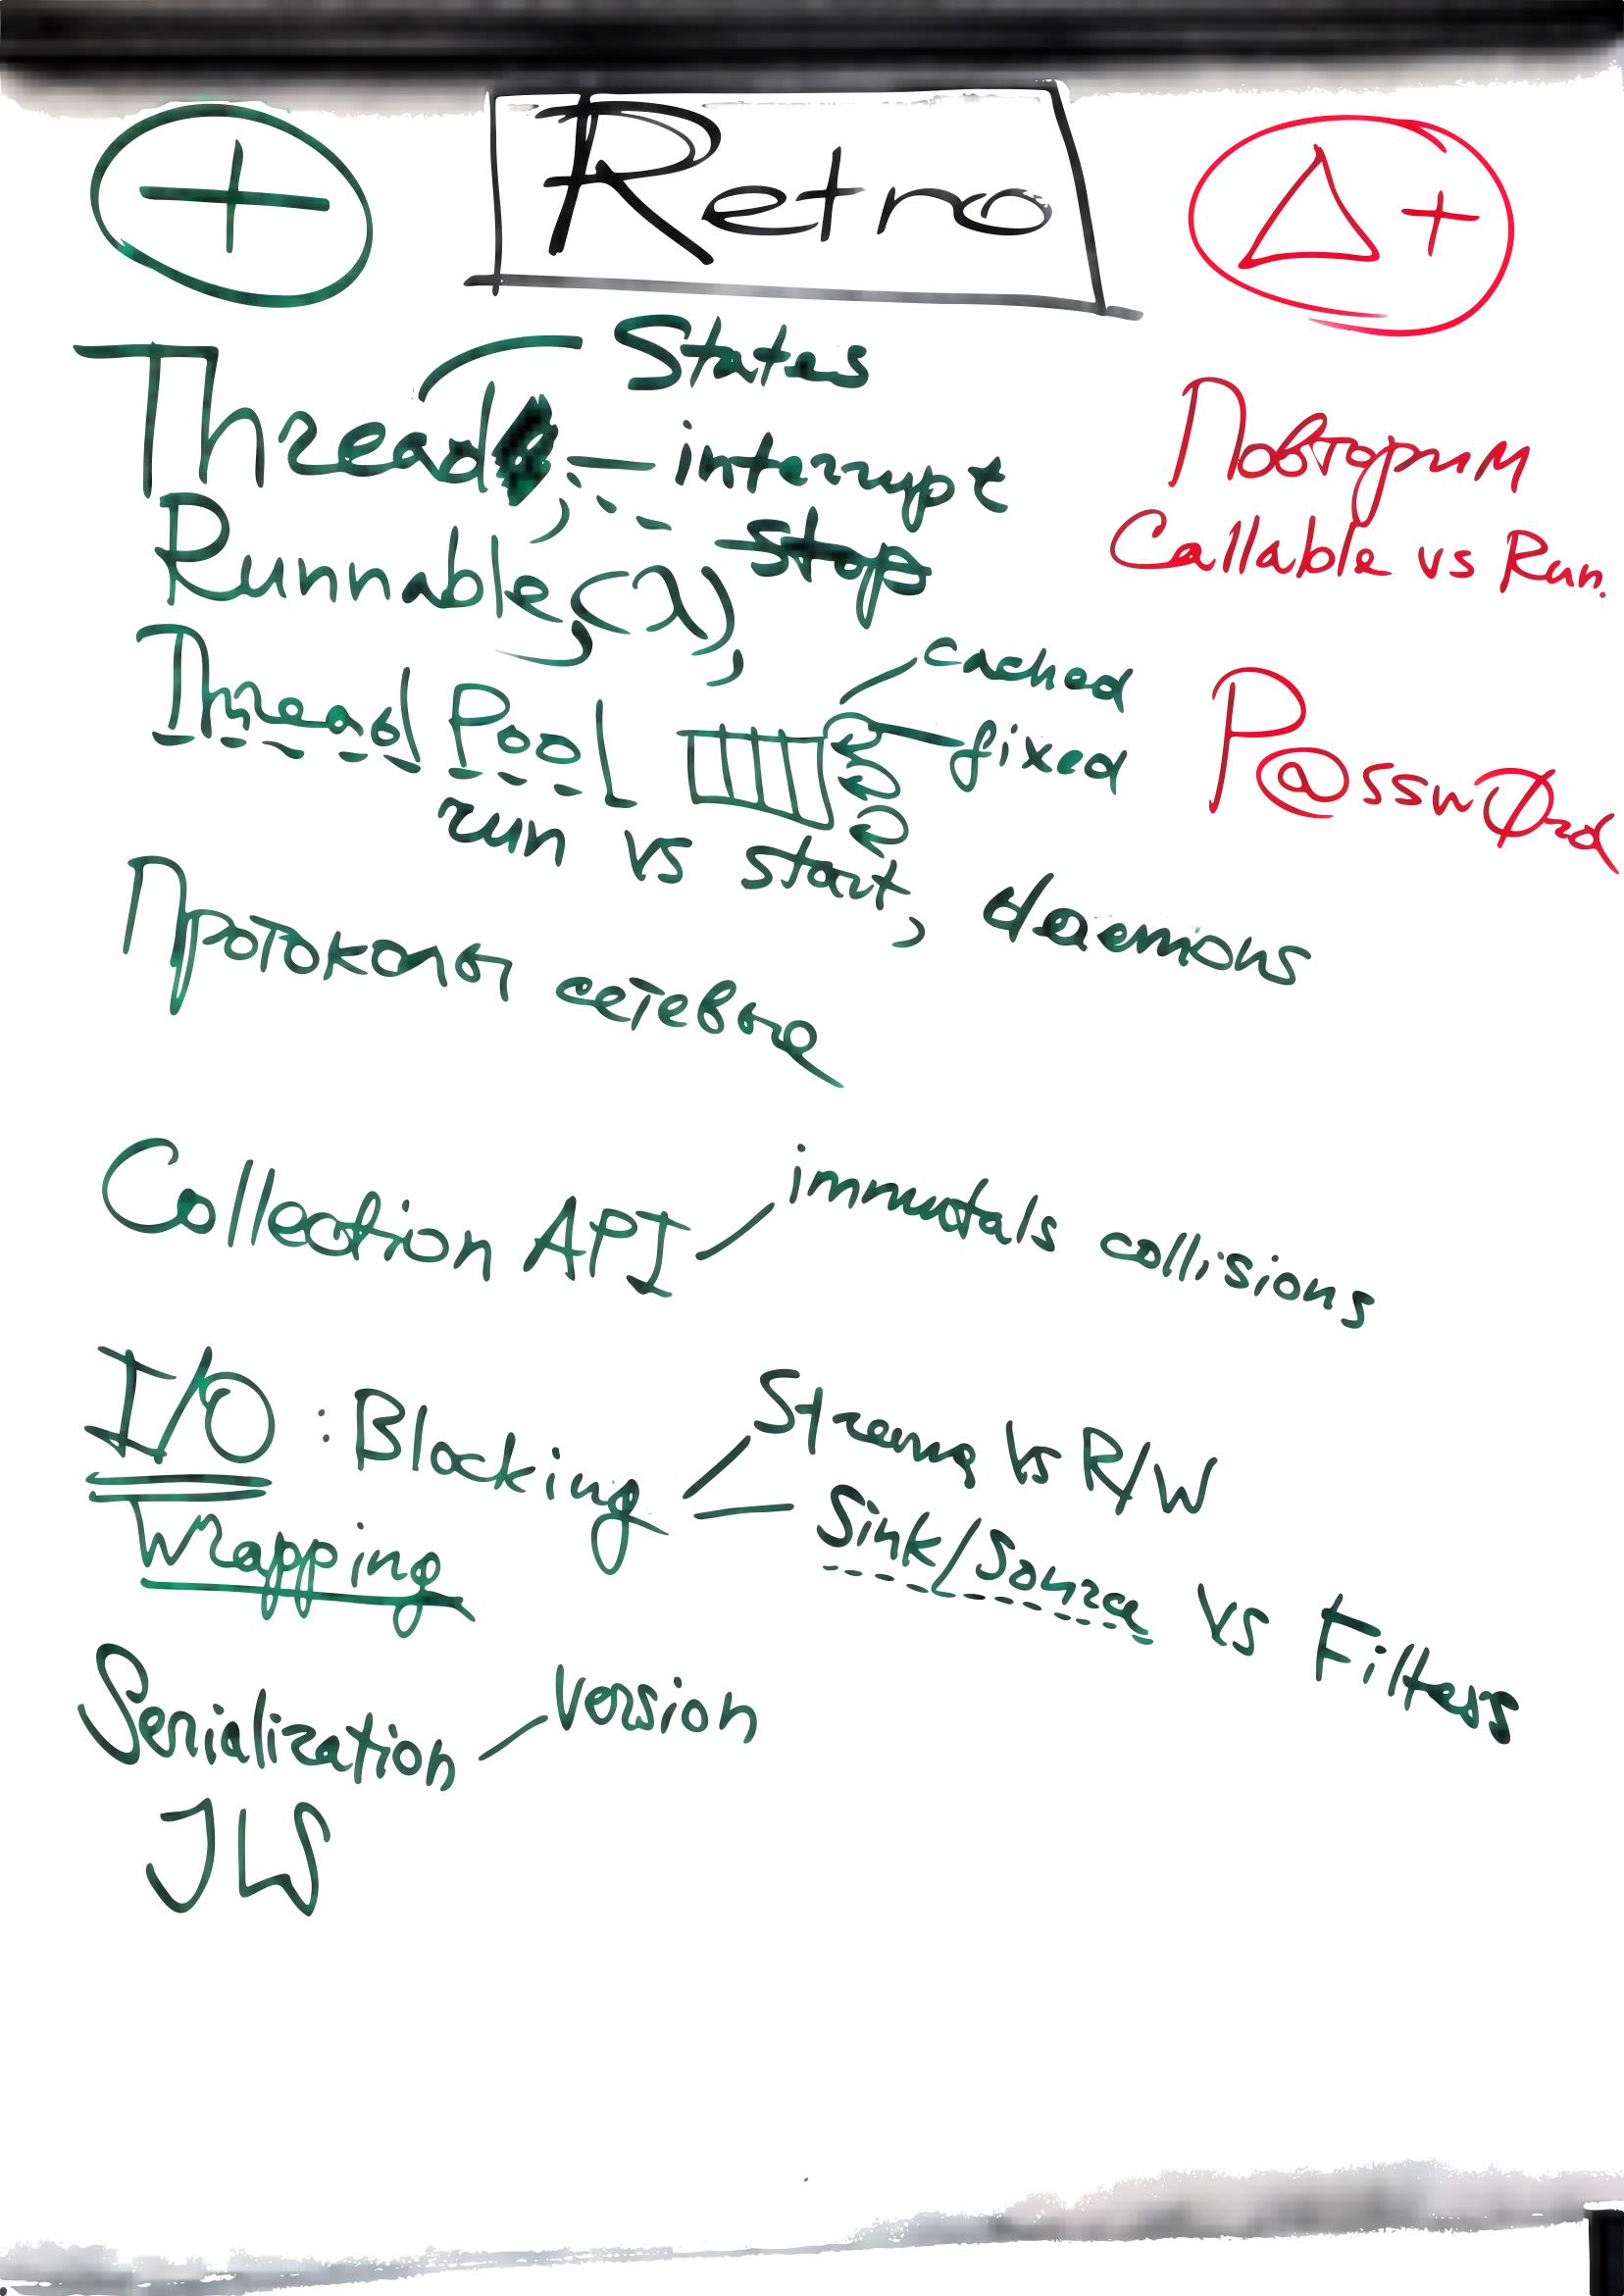 + Retro Δ+
States
Thread, — interrupt
stop
Runnable, (λ),
Повторим
Callable vs Run.
Thread Pool
cached
fixed
P@sswØrd
run vs start, daemons
Протоколы сетевые
Collection API
immutals collisions
I/O : Blocking
Streams vs R/W
Sink/Source vs Filters
Wrapping
Serialization — version
JLS